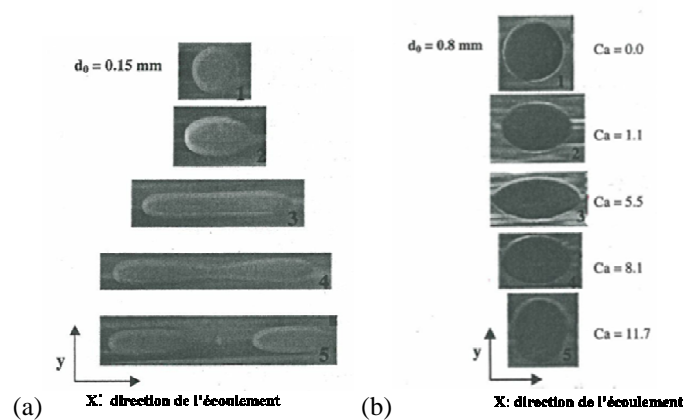 d₀ = 0.15 mm
1
2
3
4
5
y
X: direction de l'écoulement
(a)
d₀ = 0.8 mm
1
Ca = 0.0
2
Ca = 1.1
3
Ca = 5.5
Ca = 8.1
5
Ca = 11.7
y
X: direction de l'écoulement
(b)